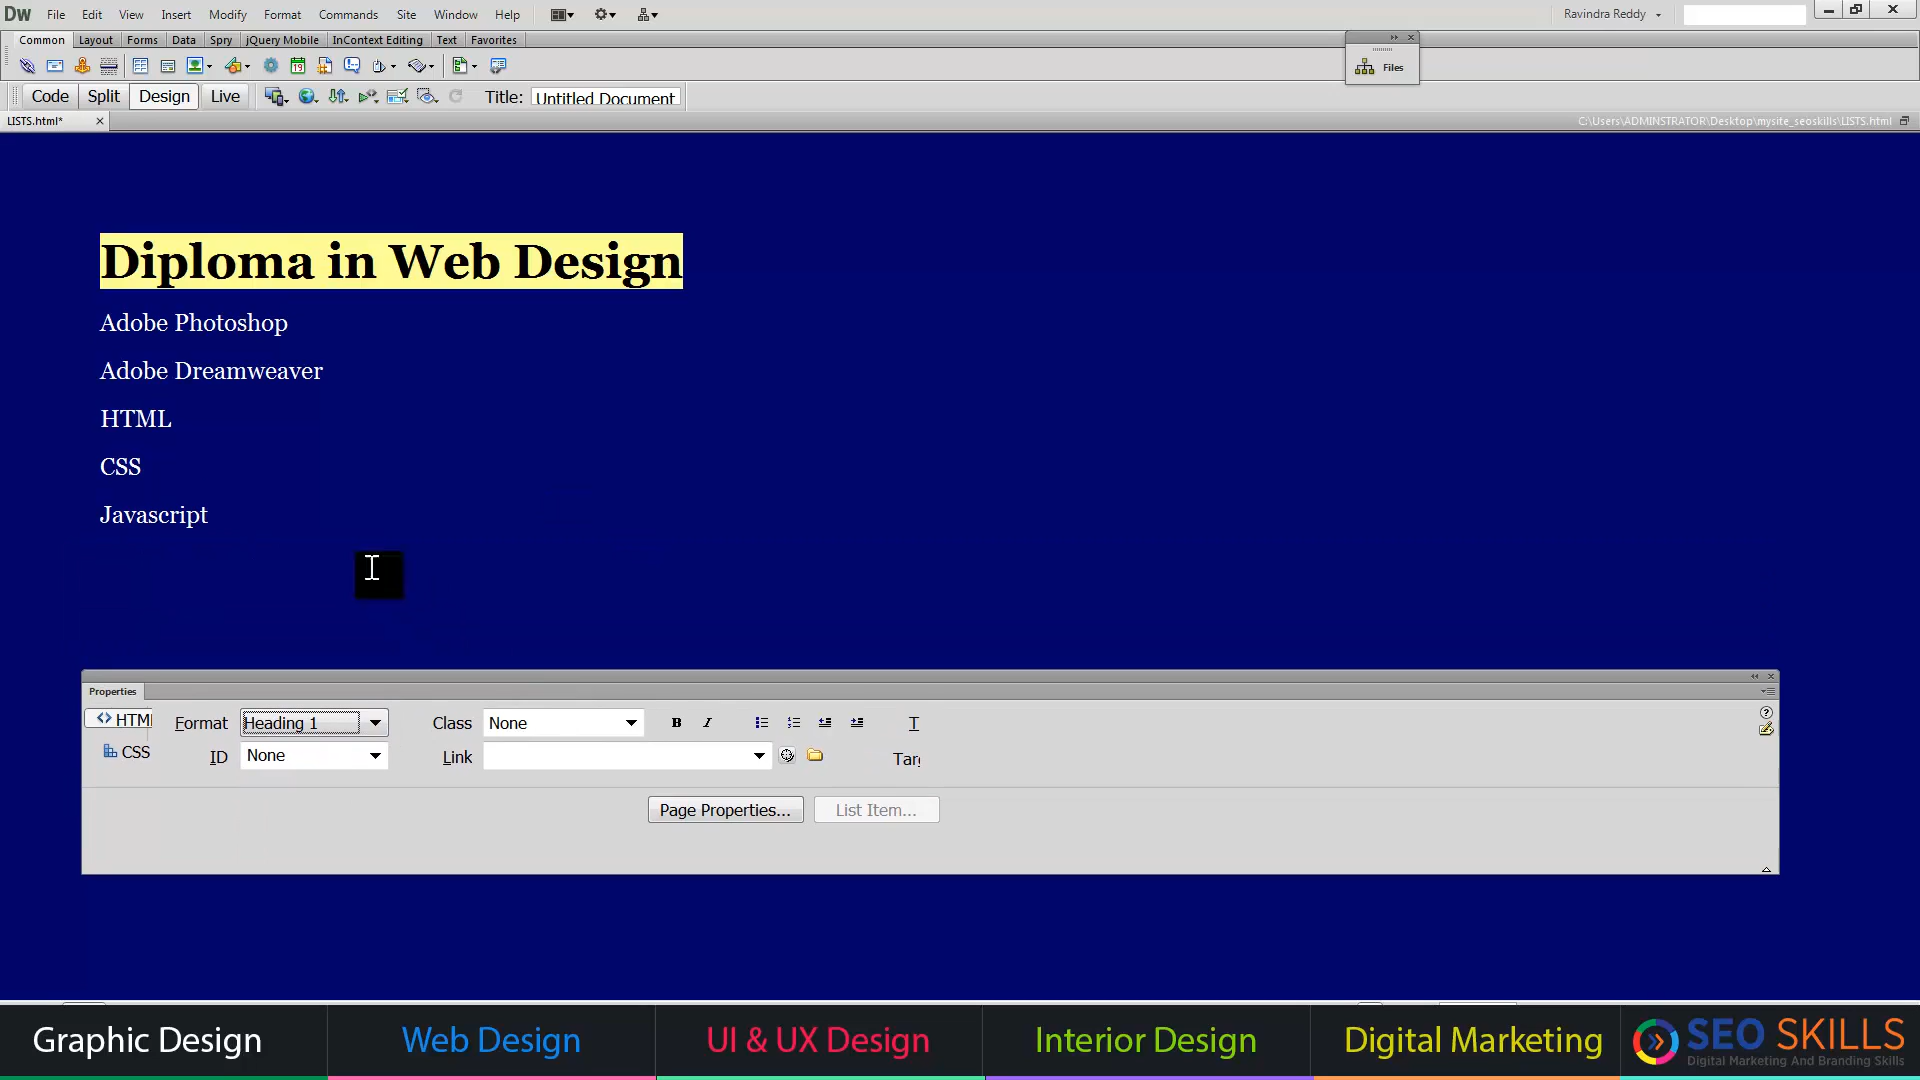 Dw File Edit View Insert Modify Format Commands Site Window Help Ravindra Reddy
Common Layout Forms Data Spry jQuery Mobile InContext Editing Text Favorites
Files
Code Split Design Live Title: Untitled Document
LISTS.html* C:\Users\ADMINSTRATOR\Desktop\mysite_seoskills\LISTS.html
Diploma in Web Design
Adobe Photoshop
Adobe Dreamweaver
HTML
CSS
Javascript
Properties
HTML Format Heading 1 Class None B I T
CSS ID None Link Targ
Page Properties... List Item...
Graphic Design Web Design UI & UX Design Interior Design Digital Marketing SEO SKILLS
Digital Marketing And Branding Skills